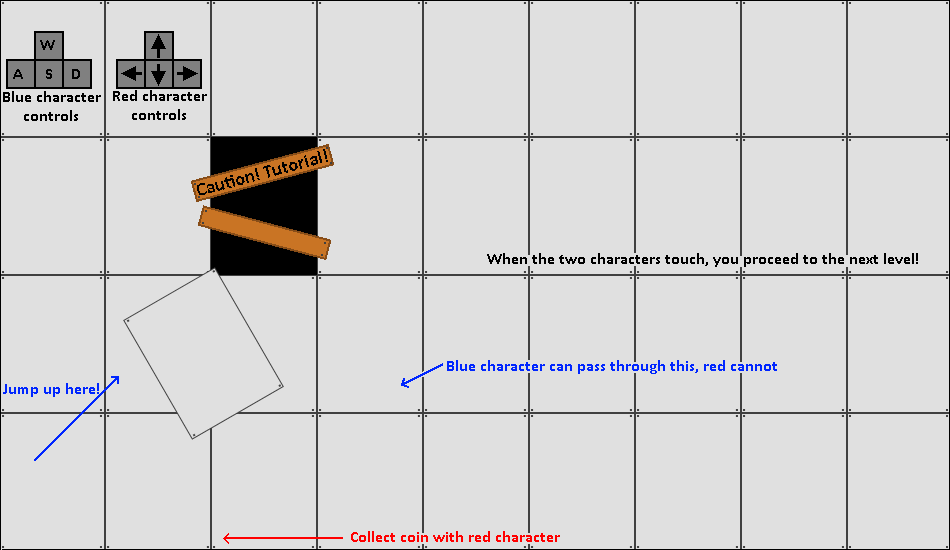 W
A S D
Blue character
controls
Red character
controls
Caution! Tutorial!
When the two characters touch, you proceed to the next level!
Blue character can pass through this, red cannot
Jump up here!
Collect coin with red character